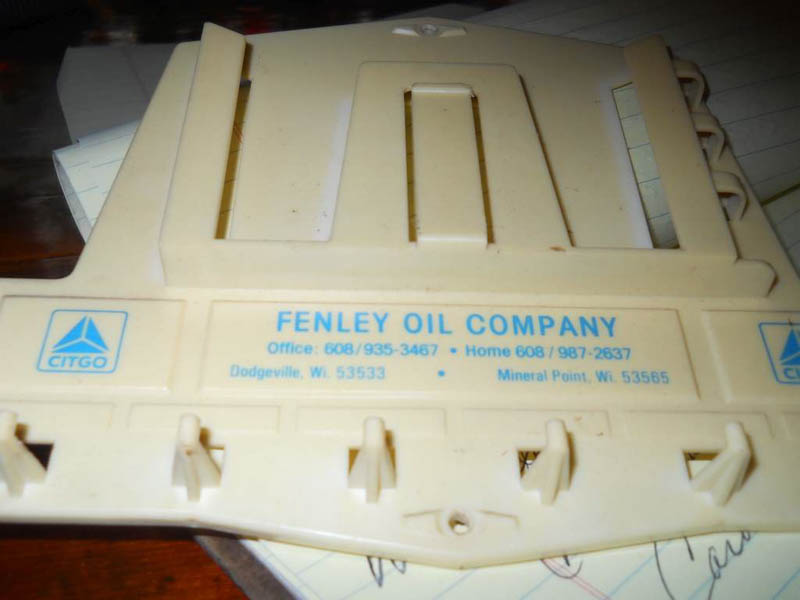 FENLEY OIL COMPANY
CITGO
Office: 608/935-3467 • Home 608/987-2637
Dodgeville, Wi. 53533 • Mineral Point, Wi. 53565